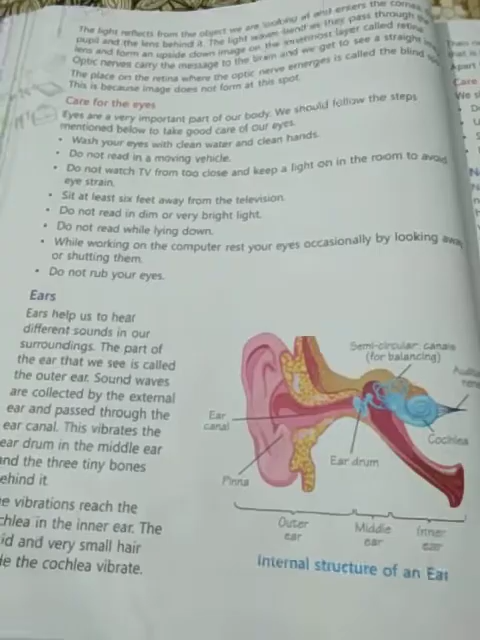 The light reflects from the object we are looking at and enters the cornea
pupil and the lens behind it. The light waves bend as they pass through the
lens and form an upside down image on the innermost layer called retina
Optic nerves carry the message to the brain and we get to see a straight
The place on the retina where the optic nerve emerges is called the blind spot
This is because image does not form at this spot.
Care for the eyes
Eyes are a very important part of our body. We should follow the steps
mentioned below to take good care of our eyes.
• Wash your eyes with clean water and clean hands.
• Do not read in a moving vehicle.
• Do not watch TV from too close and keep a light on in the room to avoid
eye strain.
• Sit at least six feet away from the television.
• Do not read in dim or very bright light.
• Do not read while lying down.
• While working on the computer rest your eyes occasionally by looking away
or shutting them.
• Do not rub your eyes.
Ears
Ears help us to hear
different sounds in our
surroundings. The part of
the ear that we see is called
the outer ear. Sound waves
are collected by the external
ear and passed through the
ear canal. This vibrates the
ear drum in the middle ear
and the three tiny bones
behind it.
e vibrations reach the
chlea in the inner ear. The
id and very small hair
de the cochlea vibrate.
Semi-circular canals
(for balancing)
Ear
canal
Cochlea
Ear drum
Pinna
Outer
ear
Middle
ear
Inner
ear
Internal structure of an Ear
Apart
Care
We s